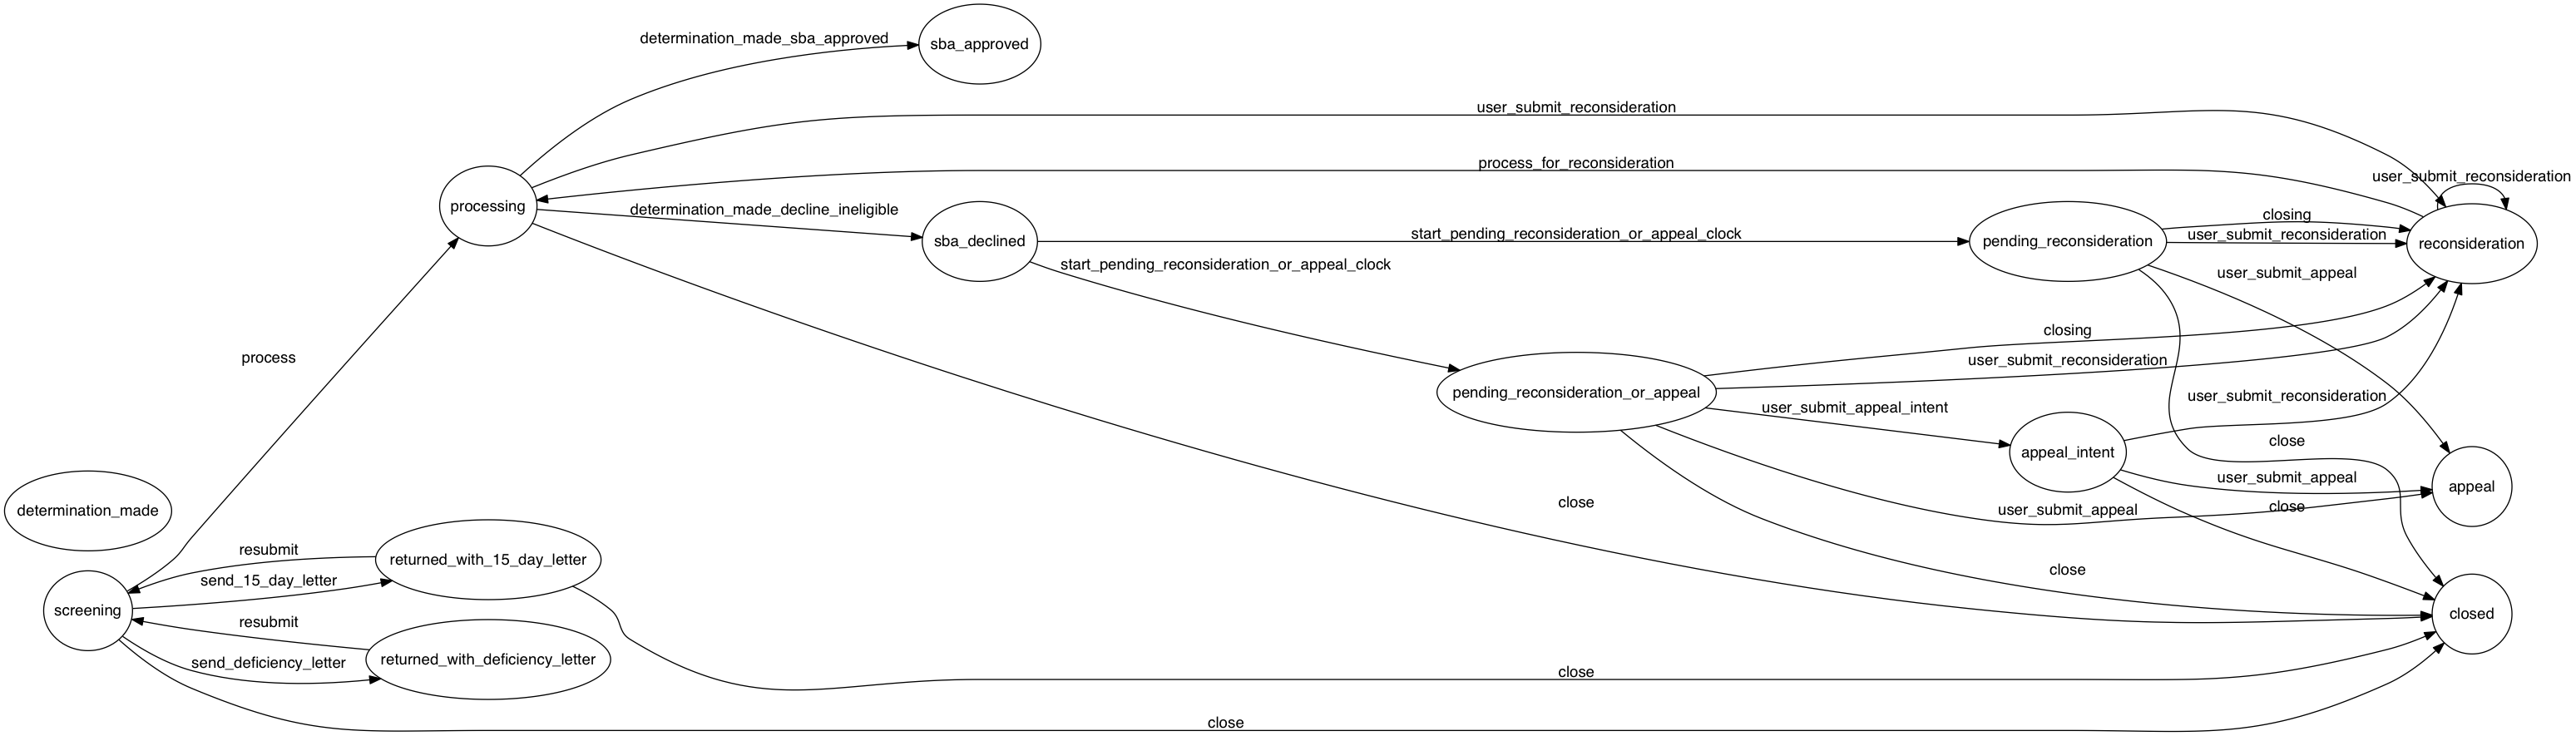 determination_made_sba_approved
sba_approved
user_submit_reconsideration
process_for_reconsideration
user_submit_reconsideration
processing
determination_made_decline_ineligible
sba_declined
start_pending_reconsideration_or_appeal_clock
pending_reconsideration
closing
user_submit_reconsideration
reconsideration
start_pending_reconsideration_or_appeal_clock
user_submit_appeal
closing
process
user_submit_reconsideration
pending_reconsideration_or_appeal
user_submit_appeal_intent
user_submit_reconsideration
close
appeal_intent
user_submit_appeal
appeal
close
determination_made
user_submit_appeal
close
resubmit
returned_with_15_day_letter
send_15_day_letter
close
screening
closed
resubmit
send_deficiency_letter
returned_with_deficiency_letter
close
close